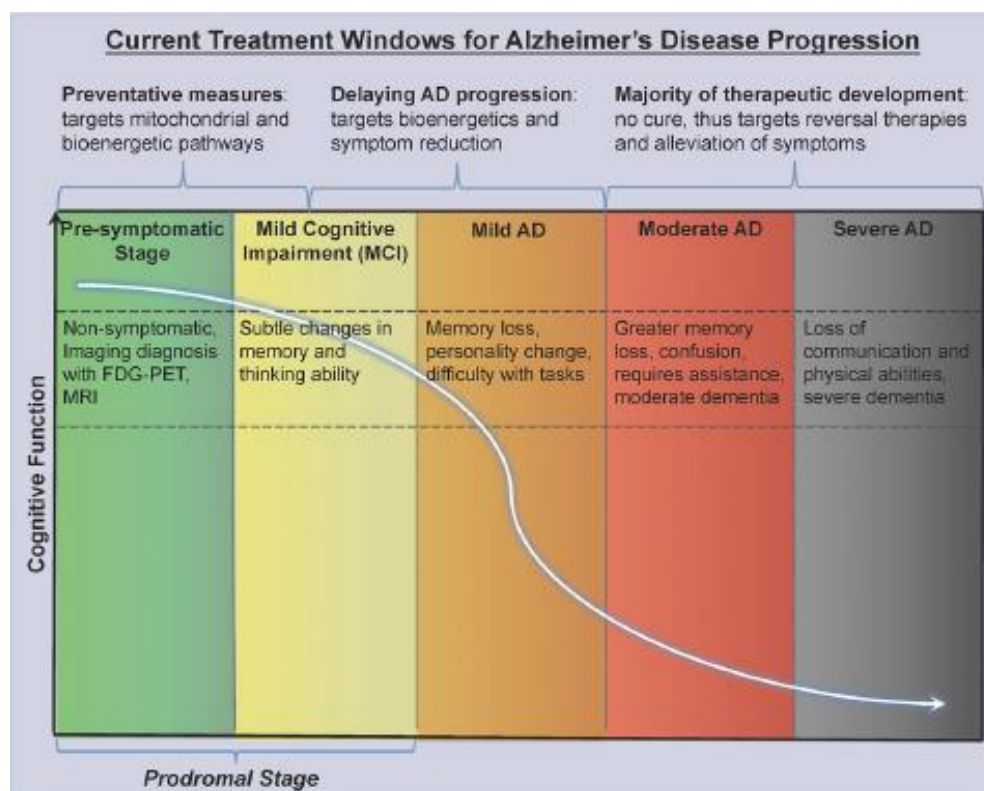 Current Treatment Windows for Alzheimer's Disease Progression
Preventative measures:
targets mitochondrial and
bioenergetic pathways
Delaying AD progression:
targets bioenergetics and
symptom reduction
Majority of therapeutic development:
no cure, thus targets reversal therapies
and alleviation of symptoms
Pre-symptomatic
Stage
Mild Cognitive
Impairment (MCI)
Mild AD
Moderate AD
Severe AD
Non-symptomatic,
Imaging diagnosis
with FDG-PET,
MRI
Subtle changes in
memory and
thinking ability
Memory loss,
personality change,
difficulty with tasks
Greater memory
loss, confusion,
requires assistance,
moderate dementia
Loss of
communication and
physical abilities,
severe dementia
Cognitive Function
Prodromal Stage